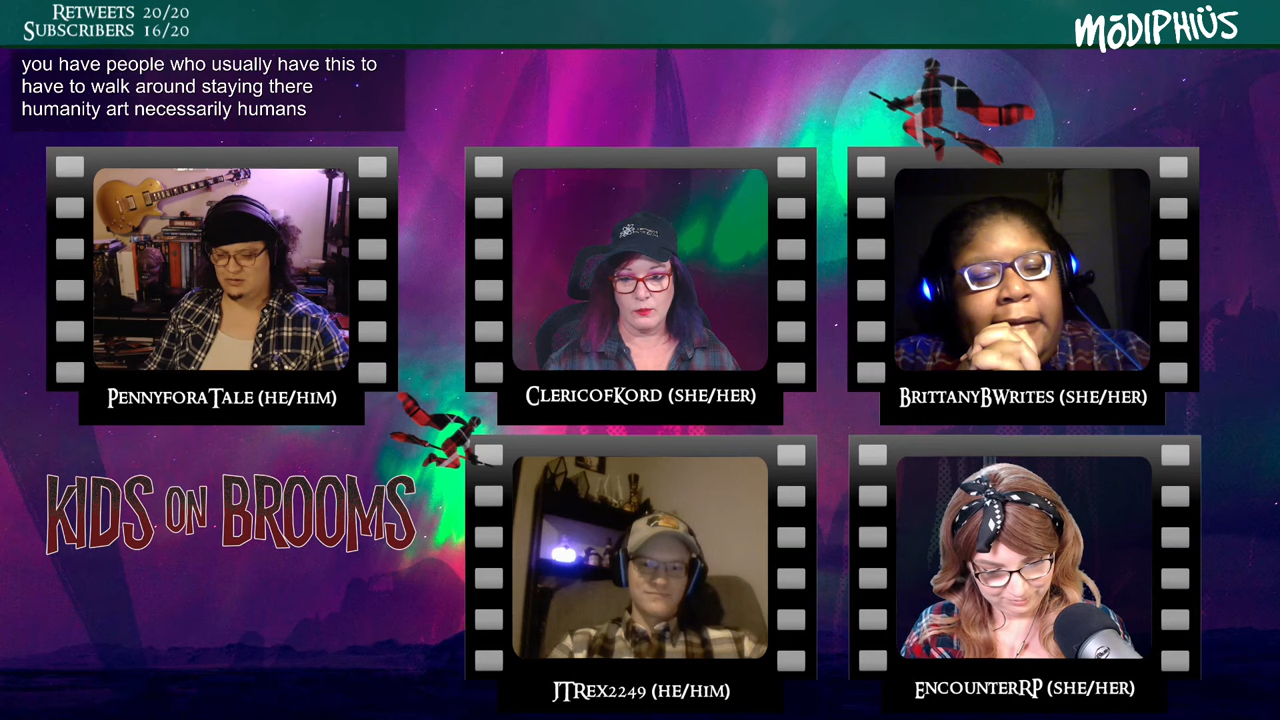 Retweets 20/20
Subscribers 16/20
MŌDIPHIÜS
you have people who usually have this to
have to walk around staying there
humanity art necessarily humans
PennyforaTale (he/him)
ClericofKord (she/her)
BrittanyBWrites (she/her)
Kids on Brooms
JTRex2249 (he/him)
EncounterRP (she/her)